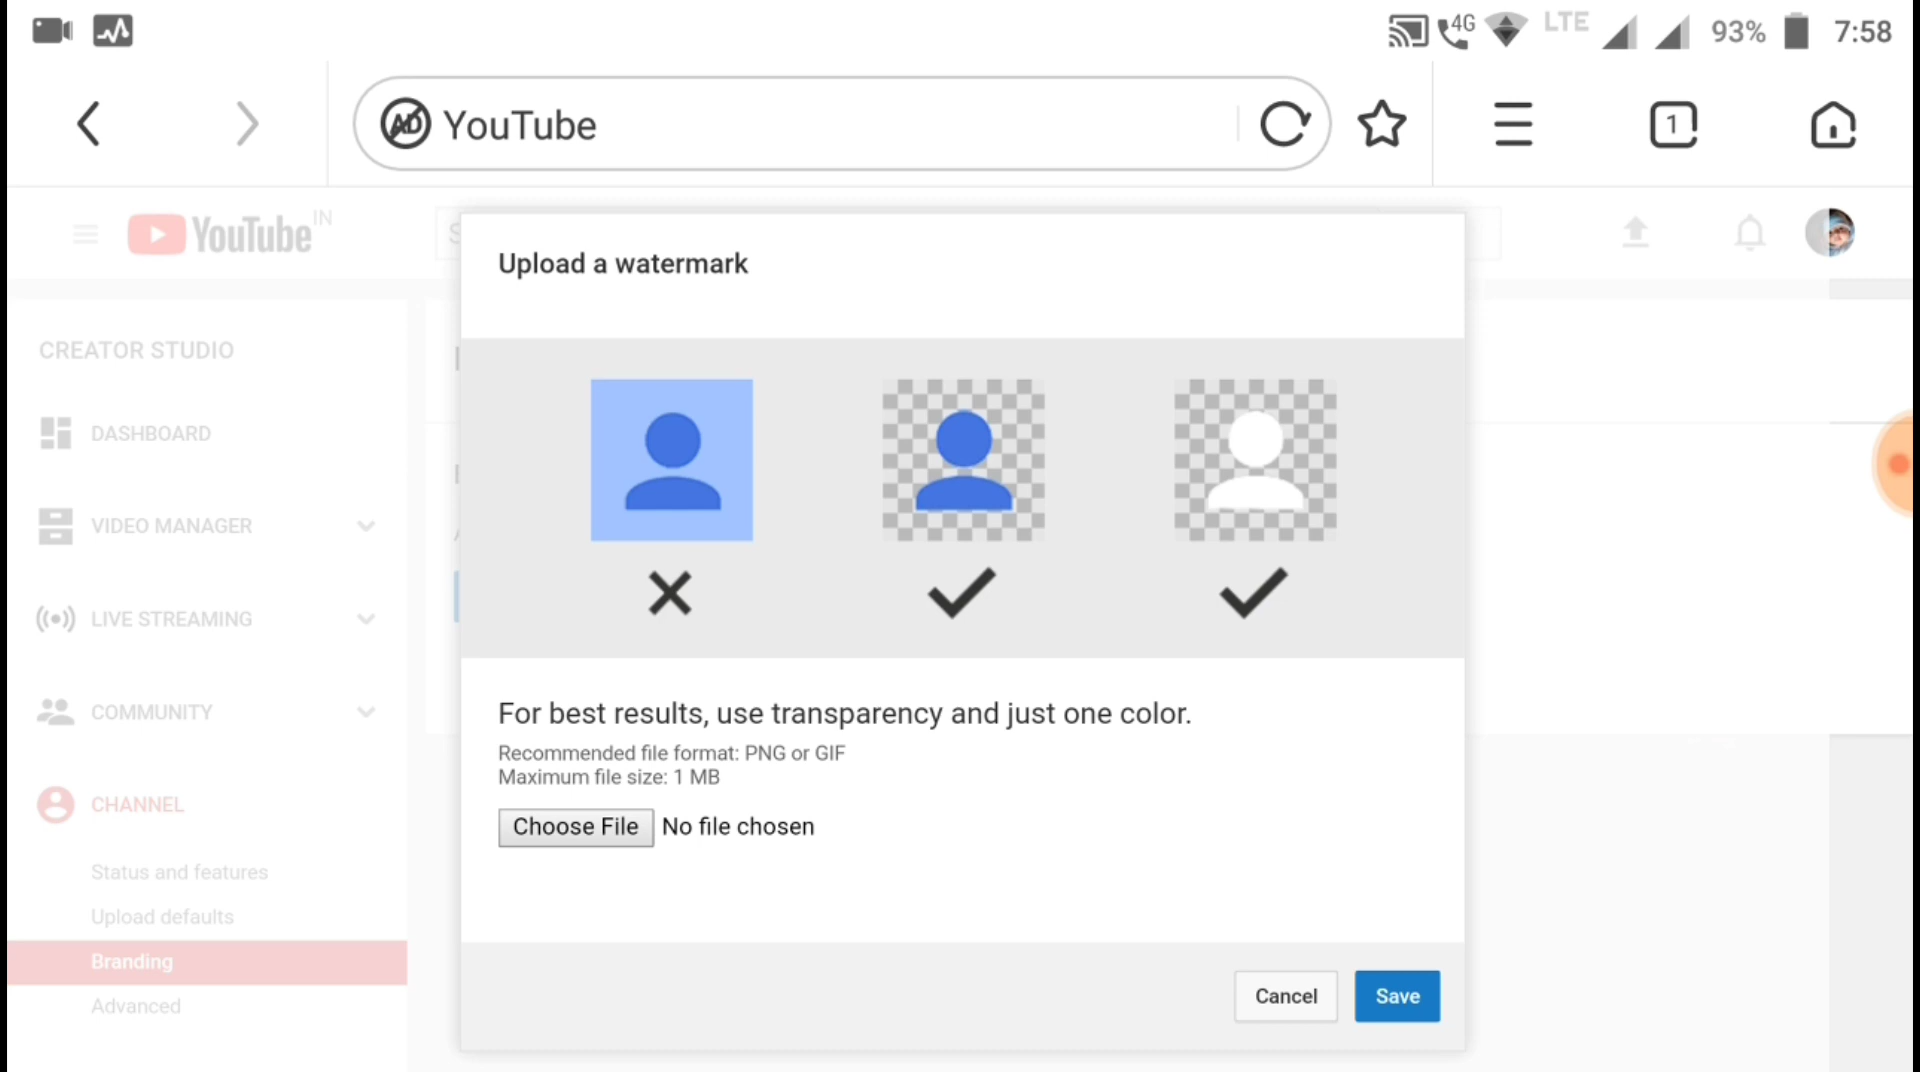 4G LTE 93% 7:58
AD YouTube 1
YouTube IN S
Upload a watermark
CREATOR STUDIO
DASHBOARD
VIDEO MANAGER
LIVE STREAMING
COMMUNITY
For best results, use transparency and just one color.
Recommended file format: PNG or GIF
Maximum file size: 1 MB
CHANNEL
Choose File No file chosen
Status and features
Upload defaults
Branding
Cancel Save
Advanced